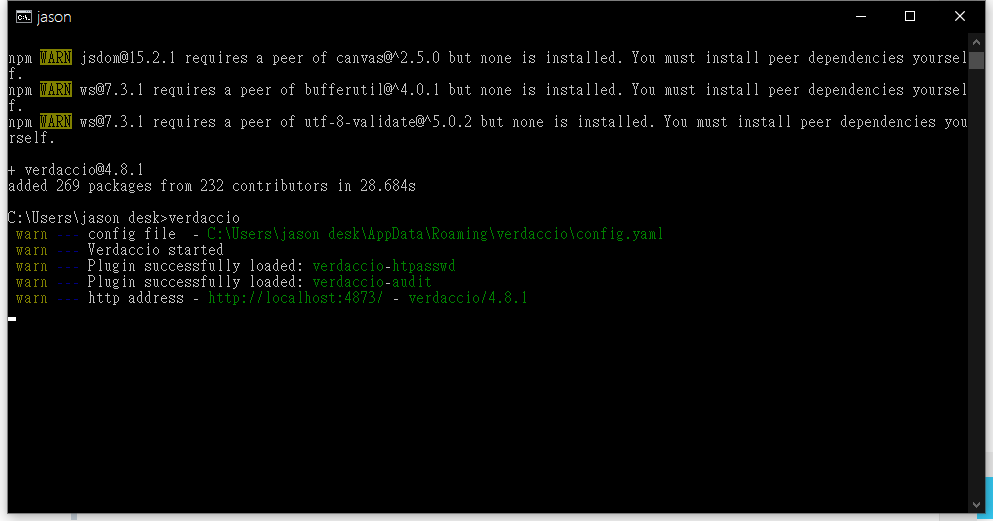 jason
npm WARN jsdom@15.2.1 requires a peer of canvas@^2.5.0 but none is installed. You must install peer dependencies yoursel
f.
npm WARN ws@7.3.1 requires a peer of bufferutil@^4.0.1 but none is installed. You must install peer dependencies yoursel
f.
npm WARN ws@7.3.1 requires a peer of utf-8-validate@^5.0.2 but none is installed. You must install peer dependencies you
rself.
+ verdaccio@4.8.1
added 269 packages from 232 contributors in 28.684s
C:\Users\jason desk>verdaccio
warn --- config file - C:\Users\jason desk\AppData\Roaming\verdaccio\config.yaml
warn --- Verdaccio started
warn --- Plugin successfully loaded: verdaccio-htpasswd
warn --- Plugin successfully loaded: verdaccio-audit
warn --- http address - http://localhost:4873/ - verdaccio/4.8.1